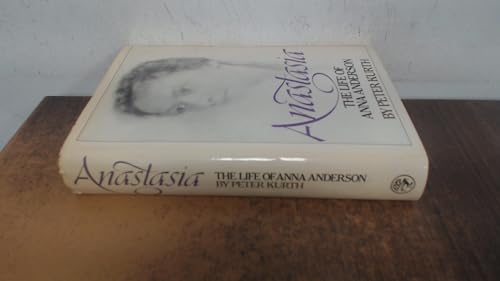 Anastasia
THE LIFE OF
ANNA ANDERSON
BY PETER KURTH
Anastasia
THE LIFE OF ANNA ANDERSON
BY PETER KURTH